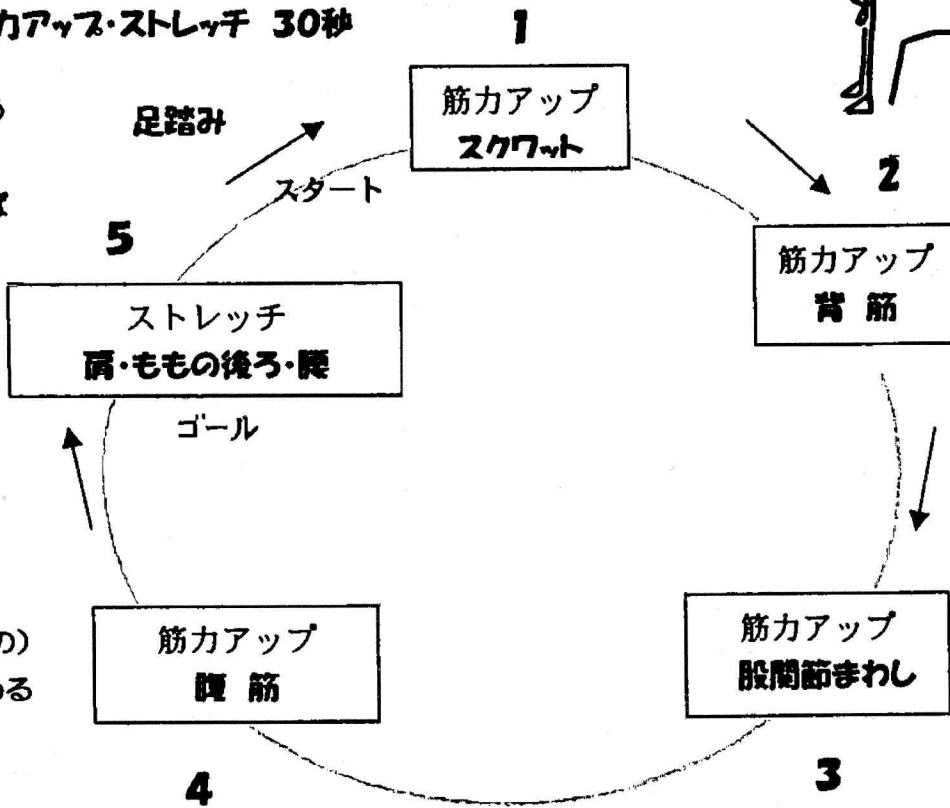 力アップ・ストレッチ 30秒
1
筋力アップ
スクワット
足踏み
スタート
2
筋力アップ
背 筋
5
ストレッチ
肩・ももの後ろ・腰
ゴール
の)
める
筋力アップ
腹 筋
4
筋力アップ
股関節まわし
3